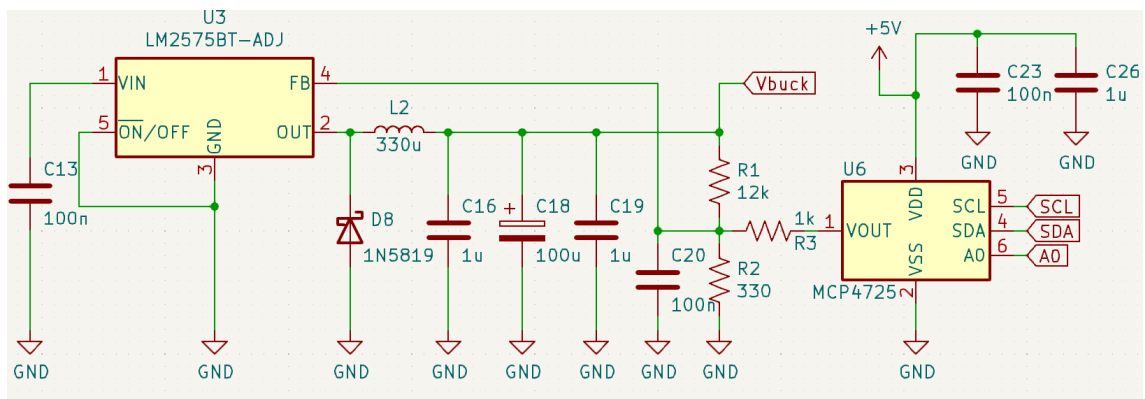 U3
LM2575BT-ADJ
1 VIN
FB 4
5 ON/OFF
OUT 2
GND
3
C13
100n
GND
GND
L2
330u
D8
1N5819
GND
C16
1u
GND
+
C18
100u
GND
C19
1u
GND
Vbuck
R1
12k
C20
100n
GND
R2
330
GND
1k
R3
+5V
C23
100n
GND
C26
1u
GND
U6
3
VDD
1 VOUT
SCL 5 SCL
SDA 4 SDA
A0 6 A0
VSS
2
MCP4725
GND